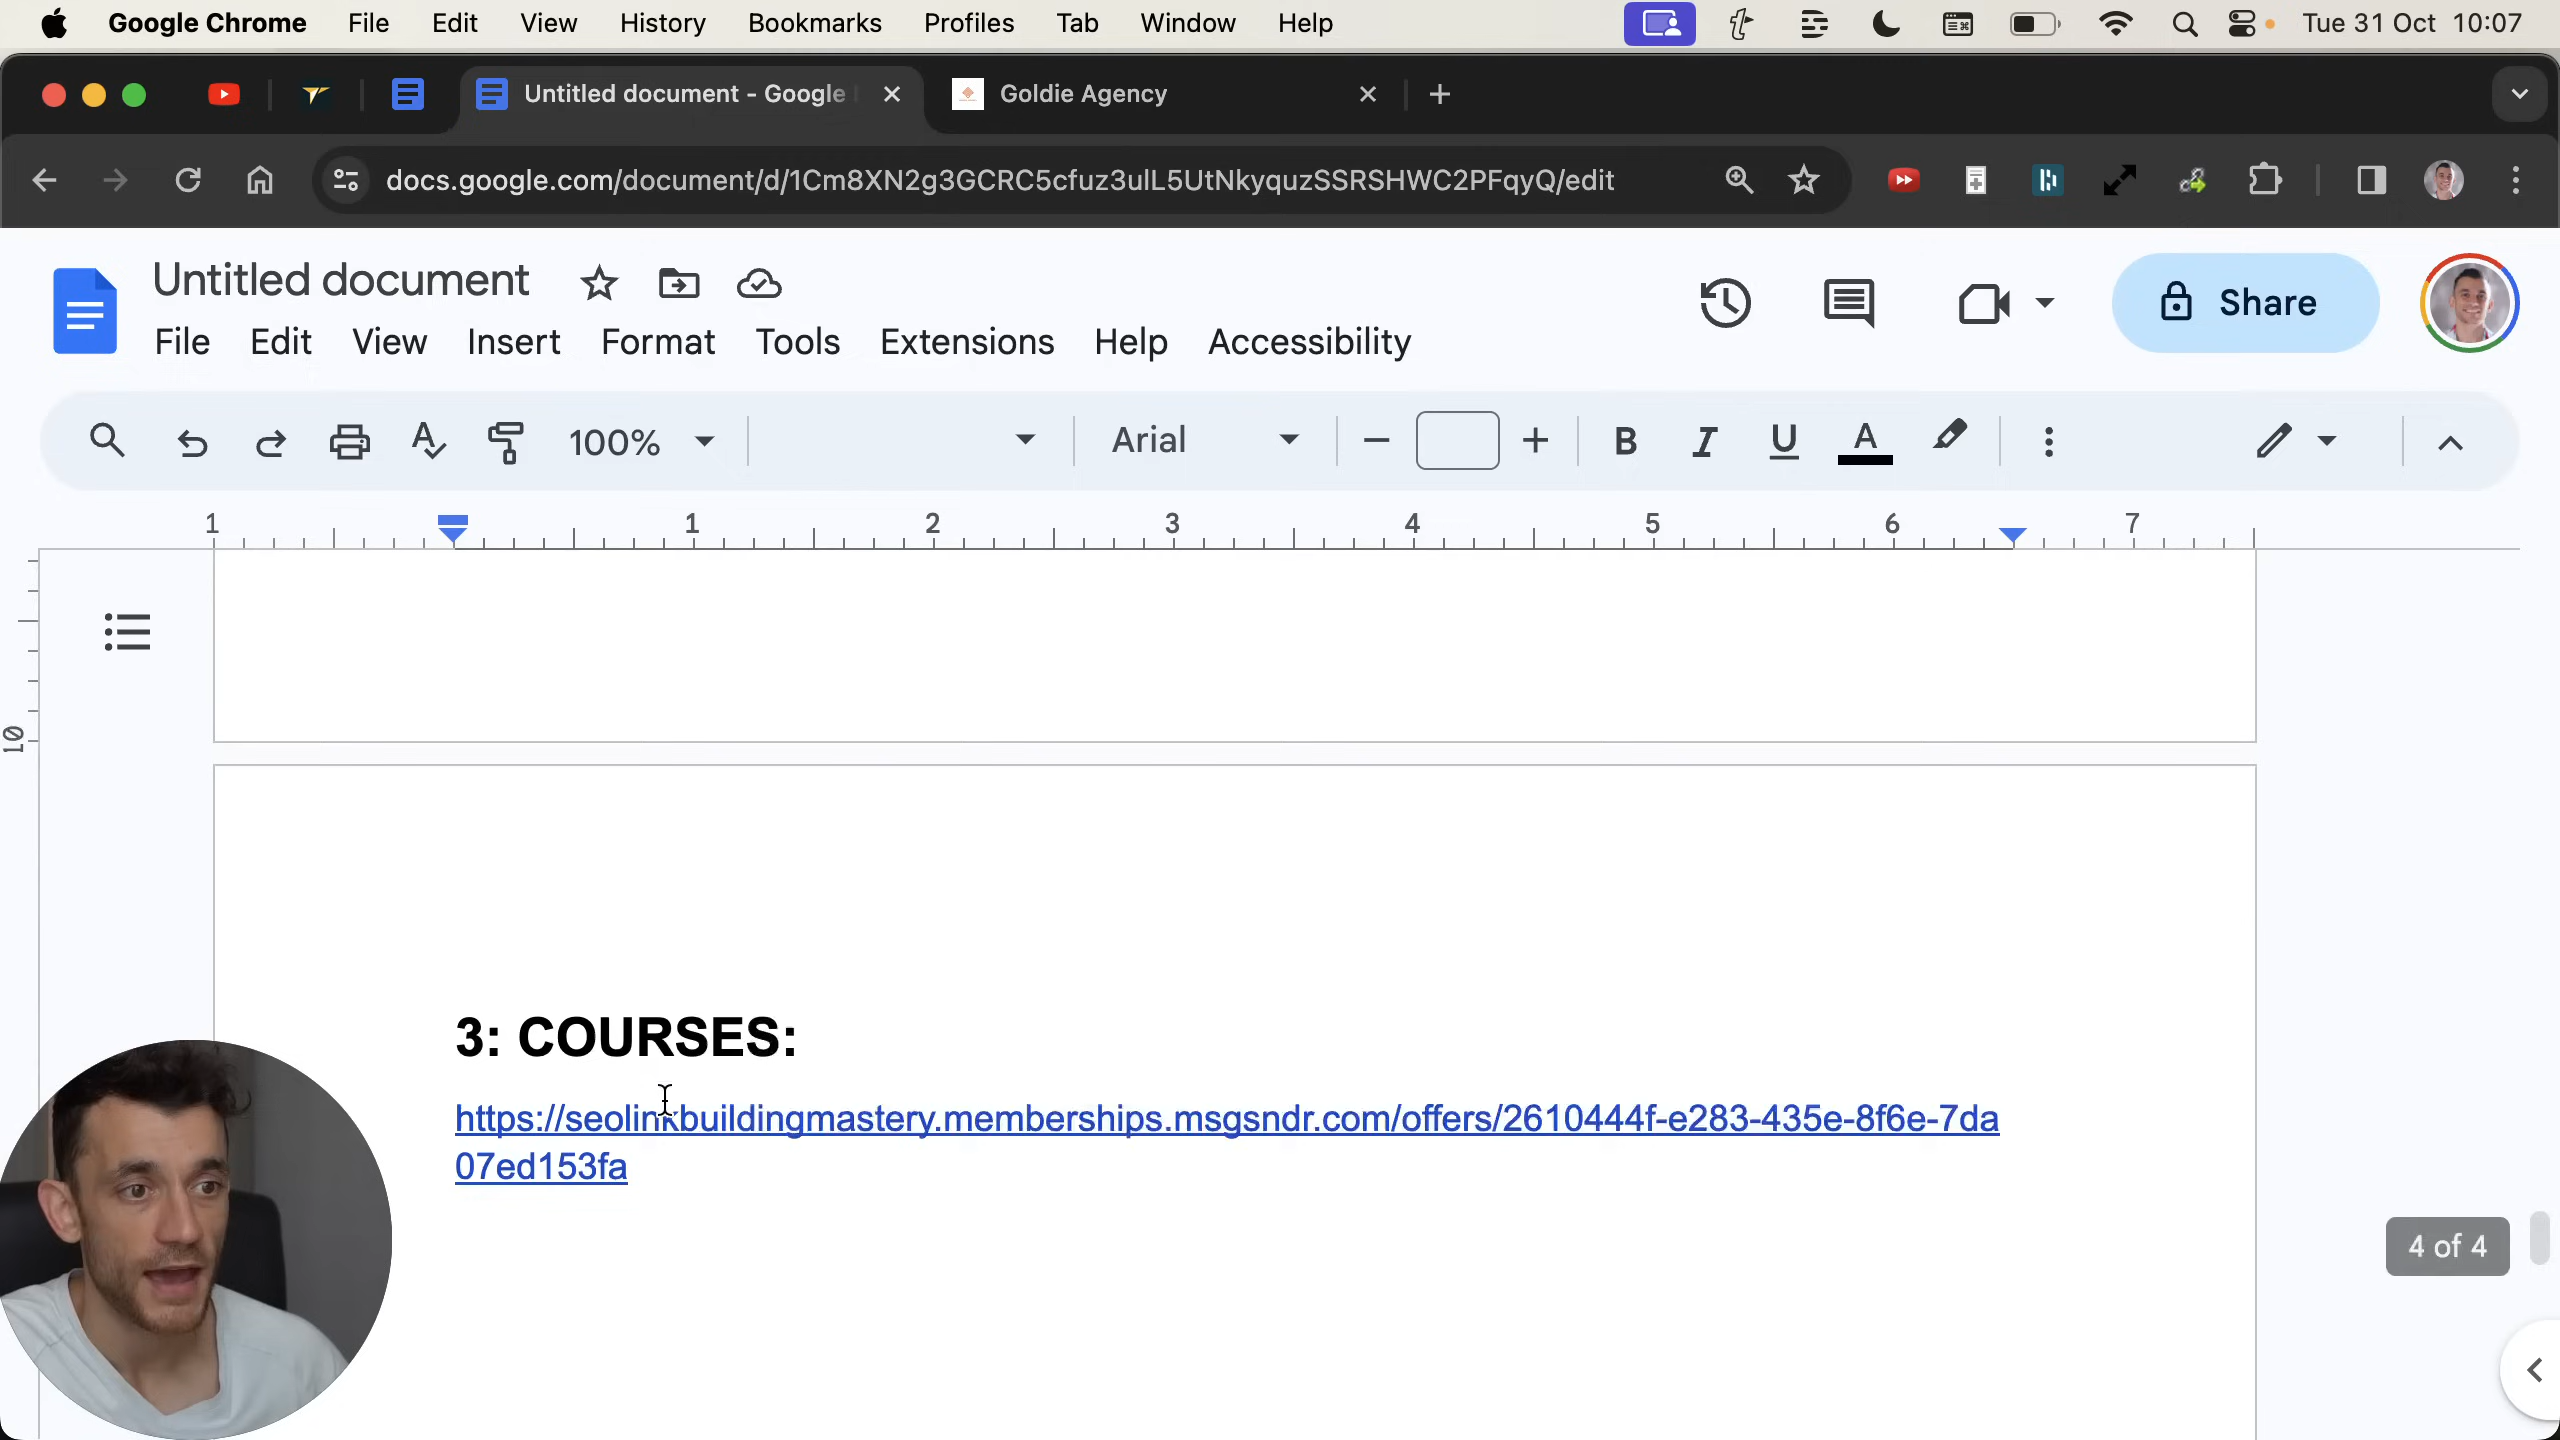 Google Chrome File Edit View History Bookmarks Profiles Tab Window Help Tue 31 Oct 10:07
Untitled document - Google Goldie Agency
docs.google.com/document/d/1Cm8XN2g3GCRC5cfuz3uIL5UtNkyquzSSRSHWC2PFqyQ/edit
Untitled document
Share
File Edit View Insert Format Tools Extensions Help Accessibility
100% Arial B I U A
1 1 2 3 4 5 6 7
10
3: COURSES:
https://seolinkbuildingmastery.memberships.msgsndr.com/offers/2610444f-e283-435e-8f6e-7da
07ed153fa
4 of 4